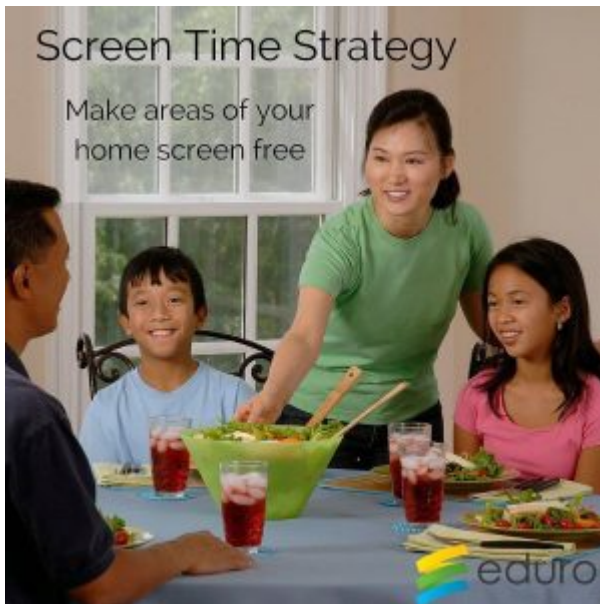 Screen Time Strategy
Make areas of your
home screen free
eduro